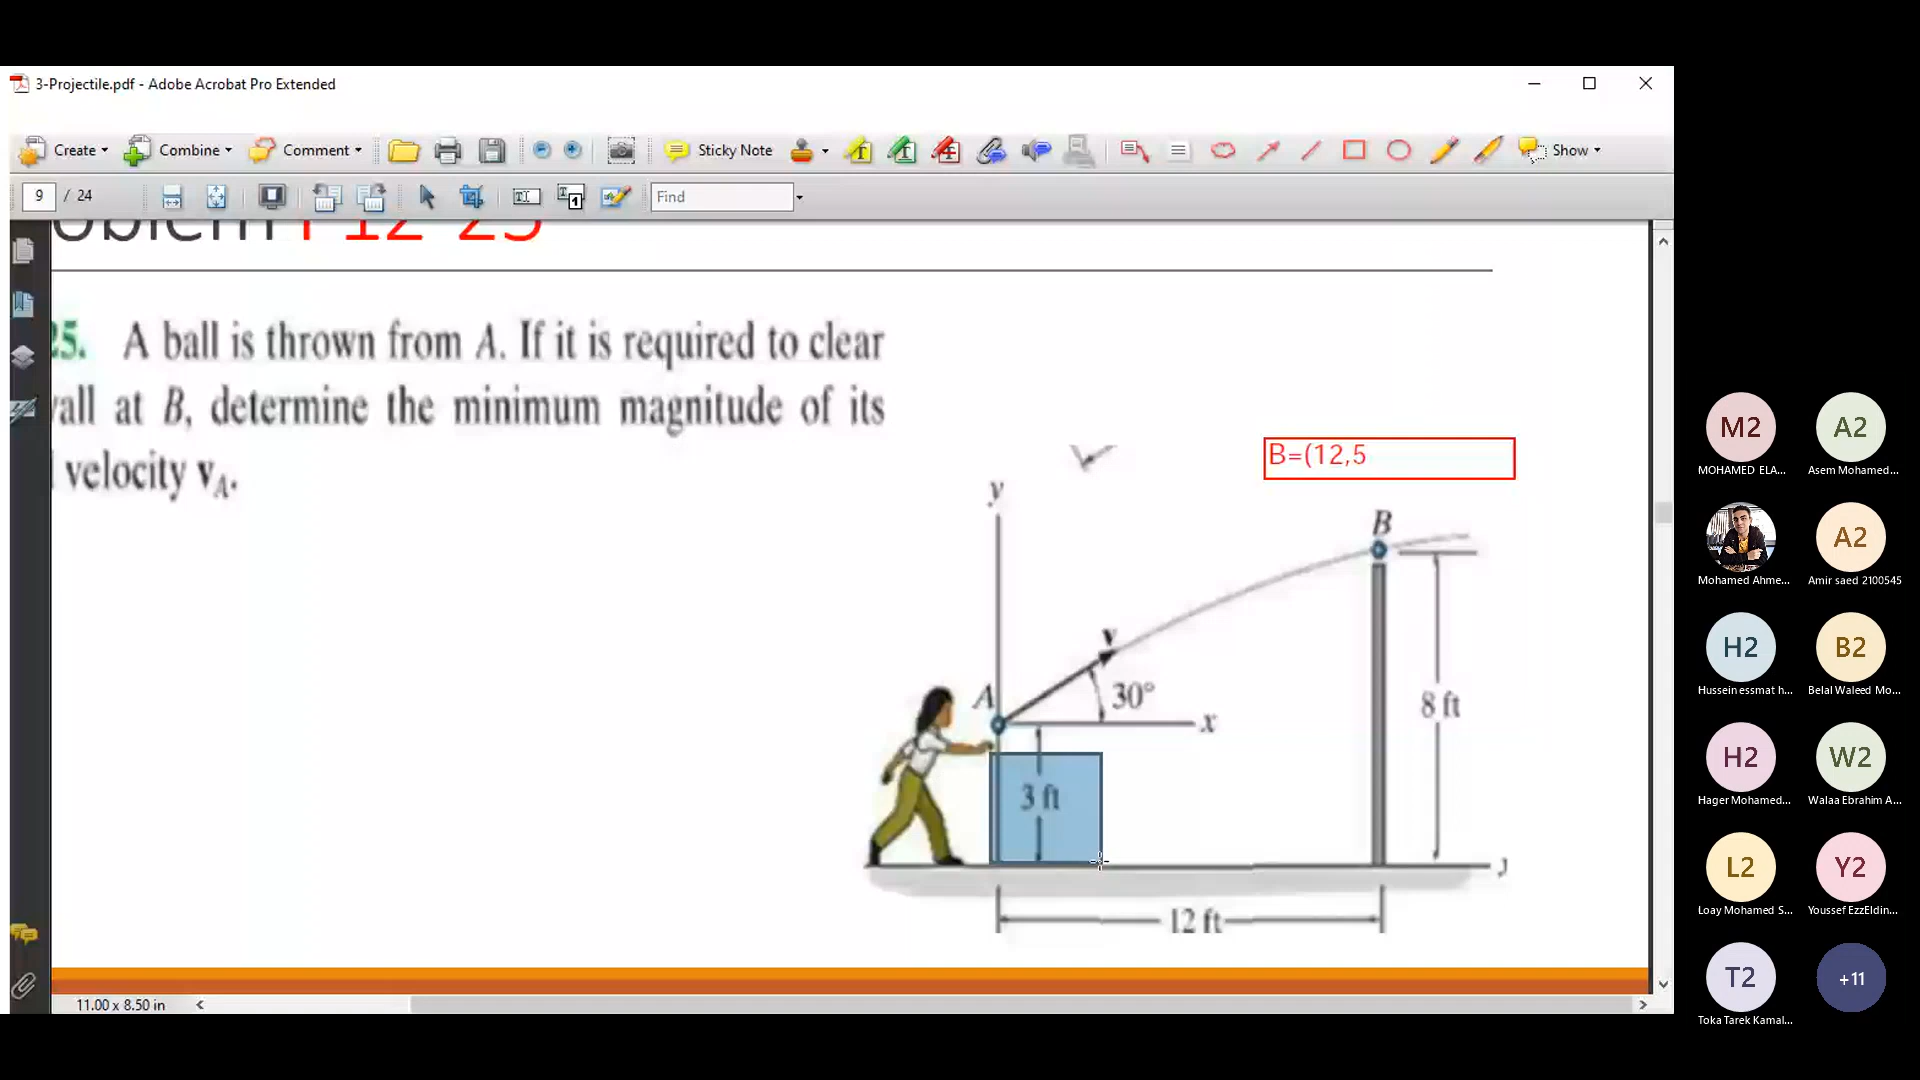 3-Projectile.pdf - Adobe Acrobat Pro Extended
Create Combine Comment Sticky Note Show
9 / 24 Find
25. A ball is thrown from A. If it is required to clear
all at B, determine the minimum magnitude of its
velocity vA.
B=(12,5
y
B
v
A
30°
x
8 ft
3 ft
12 ft
11.00 x 8.50 in
M2 A2
MOHAMED ELA... Asem Mohamed...
A2
Mohamed Ahme... Amir saed 2100545
H2 B2
Hussein essmat h... Belal Waleed Mo...
H2 W2
Hager Mohamed... Walaa Ebrahim A...
L2 Y2
Loay Mohamed S... Youssef EzzEldin...
T2 +11
Toka Tarek Kamal...